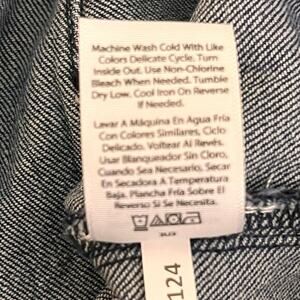 Machine Wash Cold With Like
Colors Delicate Cycle. Turn
Inside Out. Use Non-Chlorine
Bleach When Needed. Tumble
Dry Low. Cool Iron On Reverse
If Needed.
Lavar A Máquina En Agua Fría
Con Colores Similares, Ciclo
Delicado. Voltear Al Revés.
Usar Blanqueador Sin Cloro,
Cuando Sea Necesario, Secar
En Secadora A Temperatura
Baja. Plancha Fría Sobre El
Reverso Si Se Necesita.
124